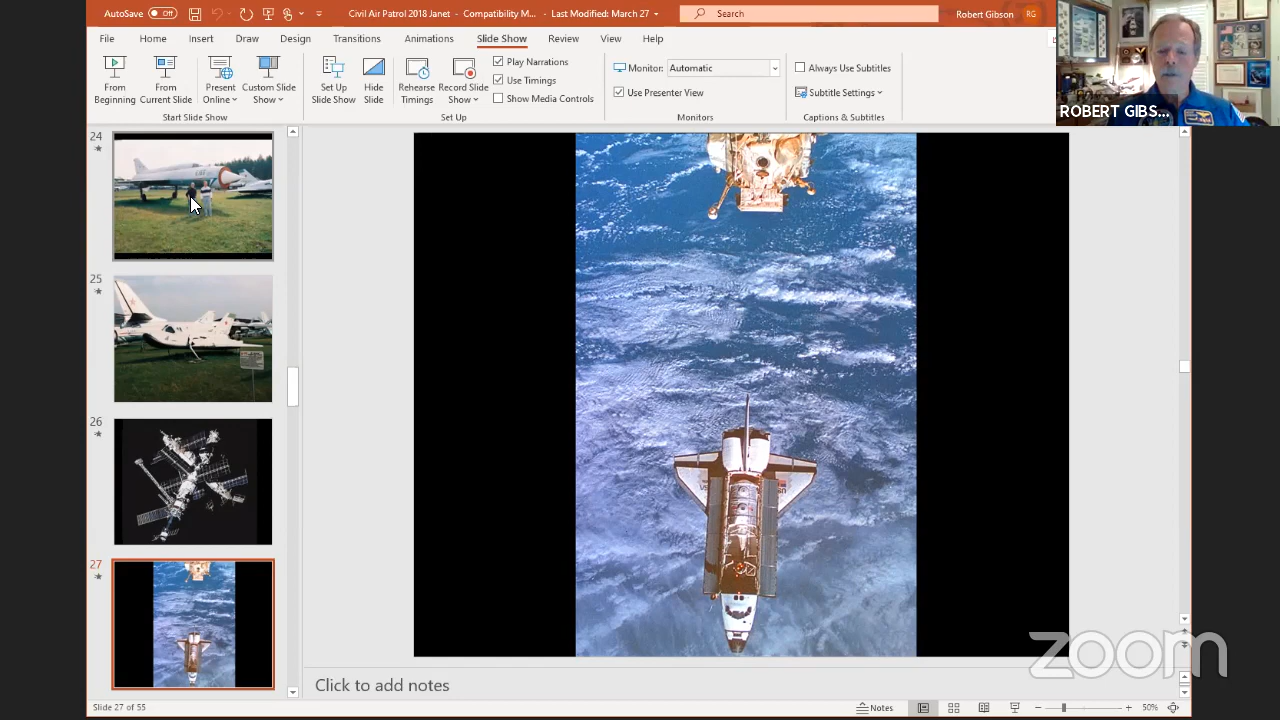 AutoSave Off Civil Air Patrol 2018 Janet - Compatibility M... - Last Modified: March 27 Search Robert Gibson RG
File Home Insert Draw Design Transitions Animations Slide Show Review View Help
From Beginning
From Current Slide
Present Online
Custom Slide Show
Start Slide Show
Set Up Slide Show
Hide Slide
Rehearse Timings
Record Slide Show
Play Narrations
Use Timings
Show Media Controls
Set Up
Monitor: Automatic
Use Presenter View
Monitors
Always Use Subtitles
Subtitle Settings
Captions & Subtitles
ROBERT GIBS...
24
25
26
27
zoom
Click to add notes
Slide 27 of 55 Notes 50%